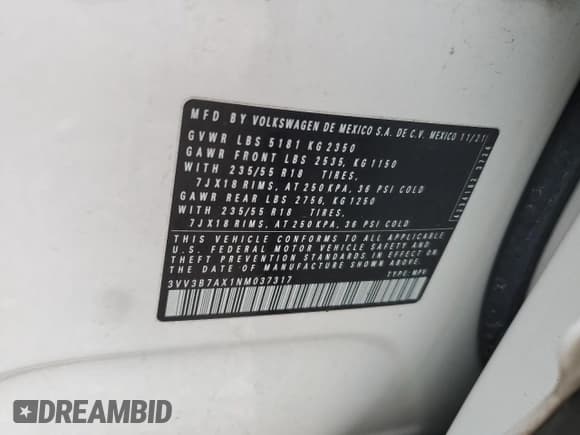 MFD BY VOLKSWAGEN DE MEXICO S.A. DE C.V. MEXICO 11/21
GVWR LBS 5181 KG 2350
GAWR FRONT LBS 2535, KG 1150
WITH 235/55 R18 TIRES,
7JX18 RIMS, AT 250 KPA, 36 PSI COLD
GAWR REAR LBS 2756, KG 1250
WITH 235/55 R18 TIRES,
7JX18 RIMS, AT 250 KPA, 36 PSI COLD
THIS VEHICLE CONFORMS TO ALL APPLICABLE
U.S. FEDERAL MOTOR VEHICLE SAFETY AND
THEFT PREVENTION STANDARDS IN EFFECT ON
THE DATE OF MANUFACTURE SHOWN ABOVE.
3VV3B7AX1NM037317 TYPE: MPV
DREAMBID